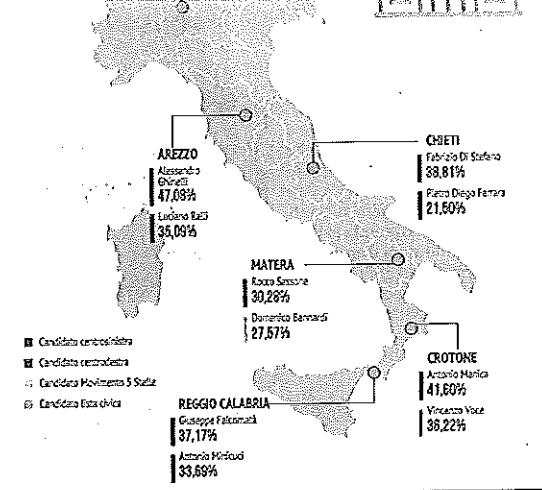 AREZZO
Alessandro
Ghinelli
47,08%
Luciano Ralli
35,09%
CHIETI
Fabrizio Di Stefano
38,81%
Pietro Diego Ferrara
21,60%
MATERA
Rocco Sassone
30,28%
Domenico Bennardi
27,57%
CROTONE
Antonio Manica
41,60%
Vincenzo Voce
36,22%
REGGIO CALABRIA
Giuseppe Falcomatà
37,17%
Antonio Minicuci
33,69%
Candidato centrosinistra
Candidato centrodestra
Candidato Movimento 5 Stelle
Candidato lista civica